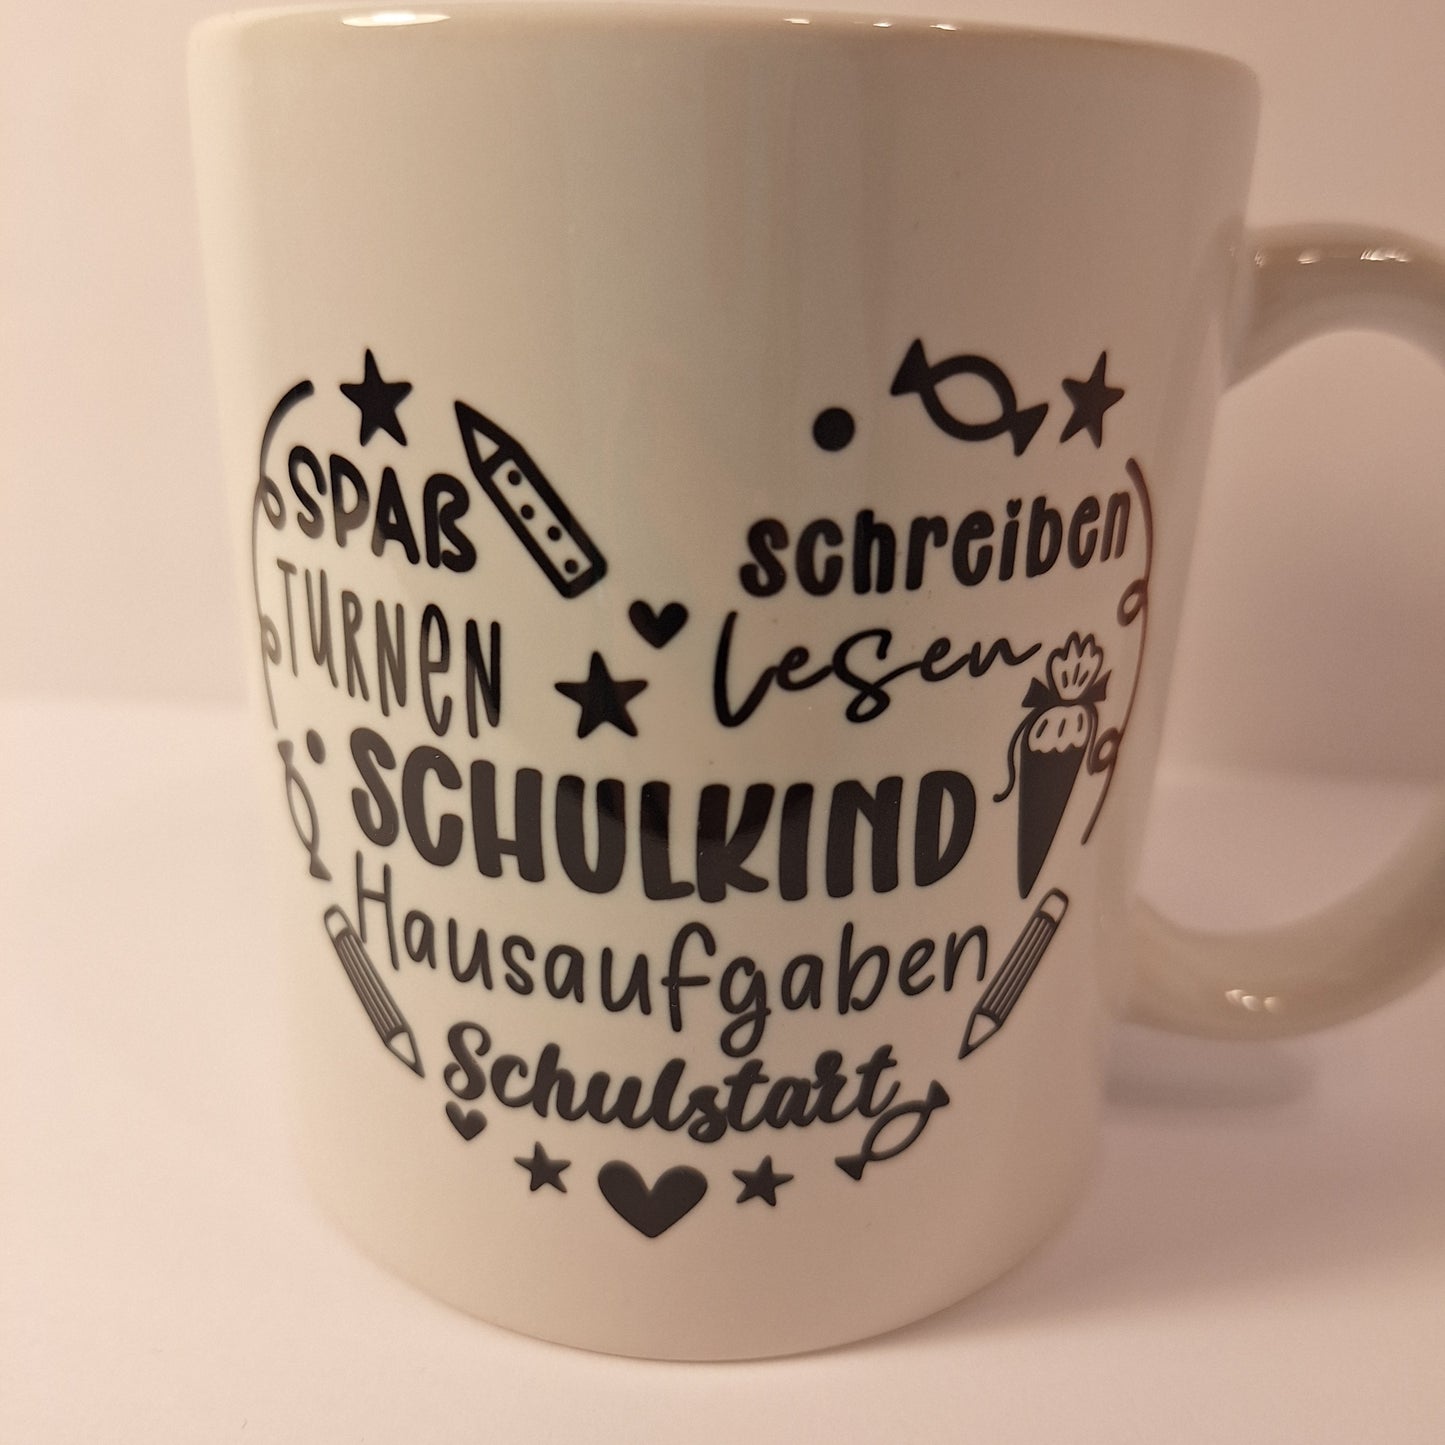 SPAß
TURNEN
schreiben
lesen
SCHULKIND
Hausaufgaben
Schulstart